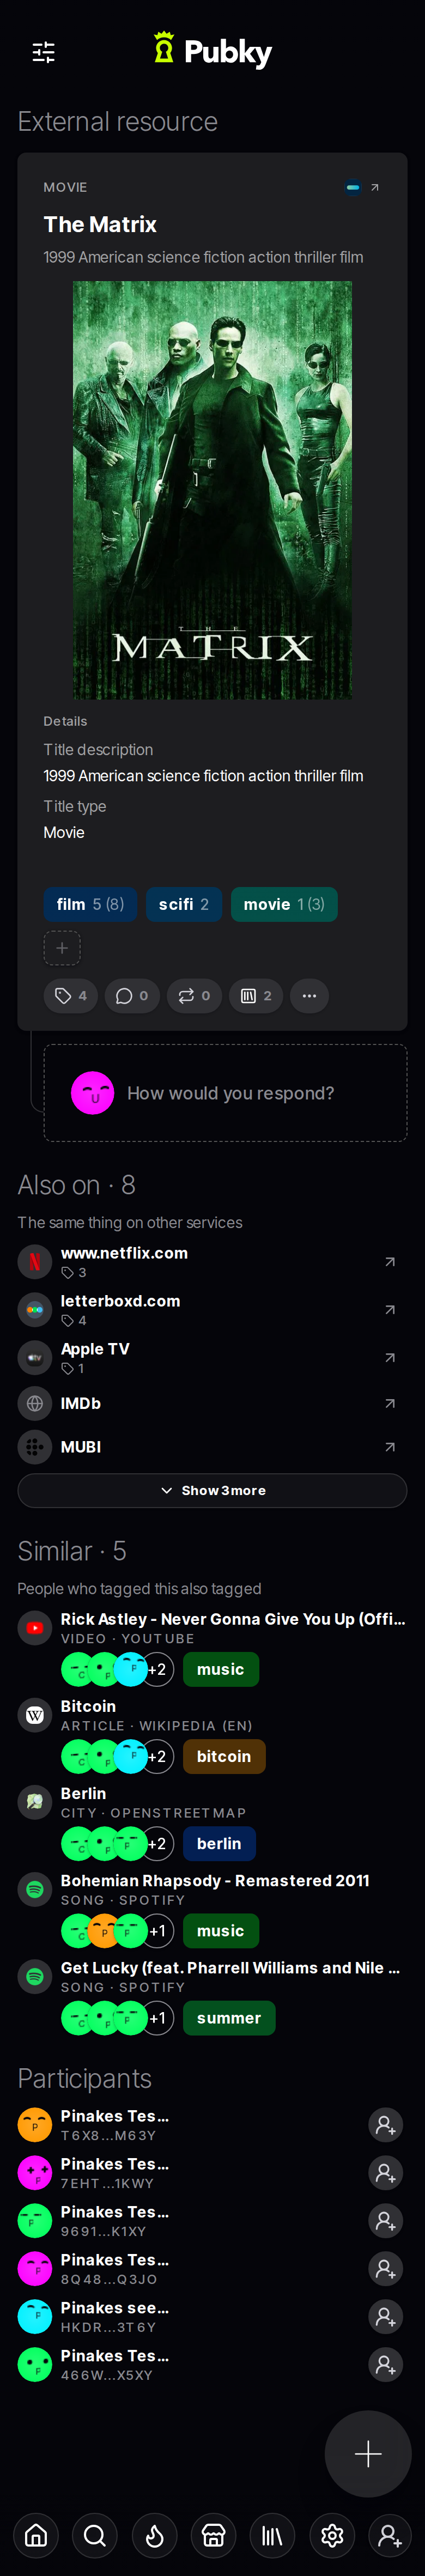 Pubky
External resource
MOVIE
The Matrix
1999 American science fiction action thriller film
THE
MATRIX
Details
Title description
1999 American science fiction action thriller film
Title type
Movie
film 5 (8) scifi 2 movie 1 (3)
4 0 0 2
How would you respond?
Also on · 8
The same thing on other services
www.netflix.com
3
letterboxd.com
4
Apple TV
1
IMDb
MUBI
Show 3 more
Similar · 5
People who tagged this also tagged
Rick Astley - Never Gonna Give You Up (Offi...
VIDEO · YOUTUBE
+2 music
Bitcoin
ARTICLE · WIKIPEDIA (EN)
+2 bitcoin
Berlin
CITY · OPENSTREETMAP
+2 berlin
Bohemian Rhapsody - Remastered 2011
SONG · SPOTIFY
+1 music
Get Lucky (feat. Pharrell Williams and Nile ...
SONG · SPOTIFY
+1 summer
Participants
Pinakes Tes...
T6X8...M63Y
Pinakes Tes...
7EHT...1KWY
Pinakes Tes...
9691...K1XY
Pinakes Tes...
8Q48...Q3JO
Pinakes see...
HKDR...3T6Y
Pinakes Tes...
466W...X5XY